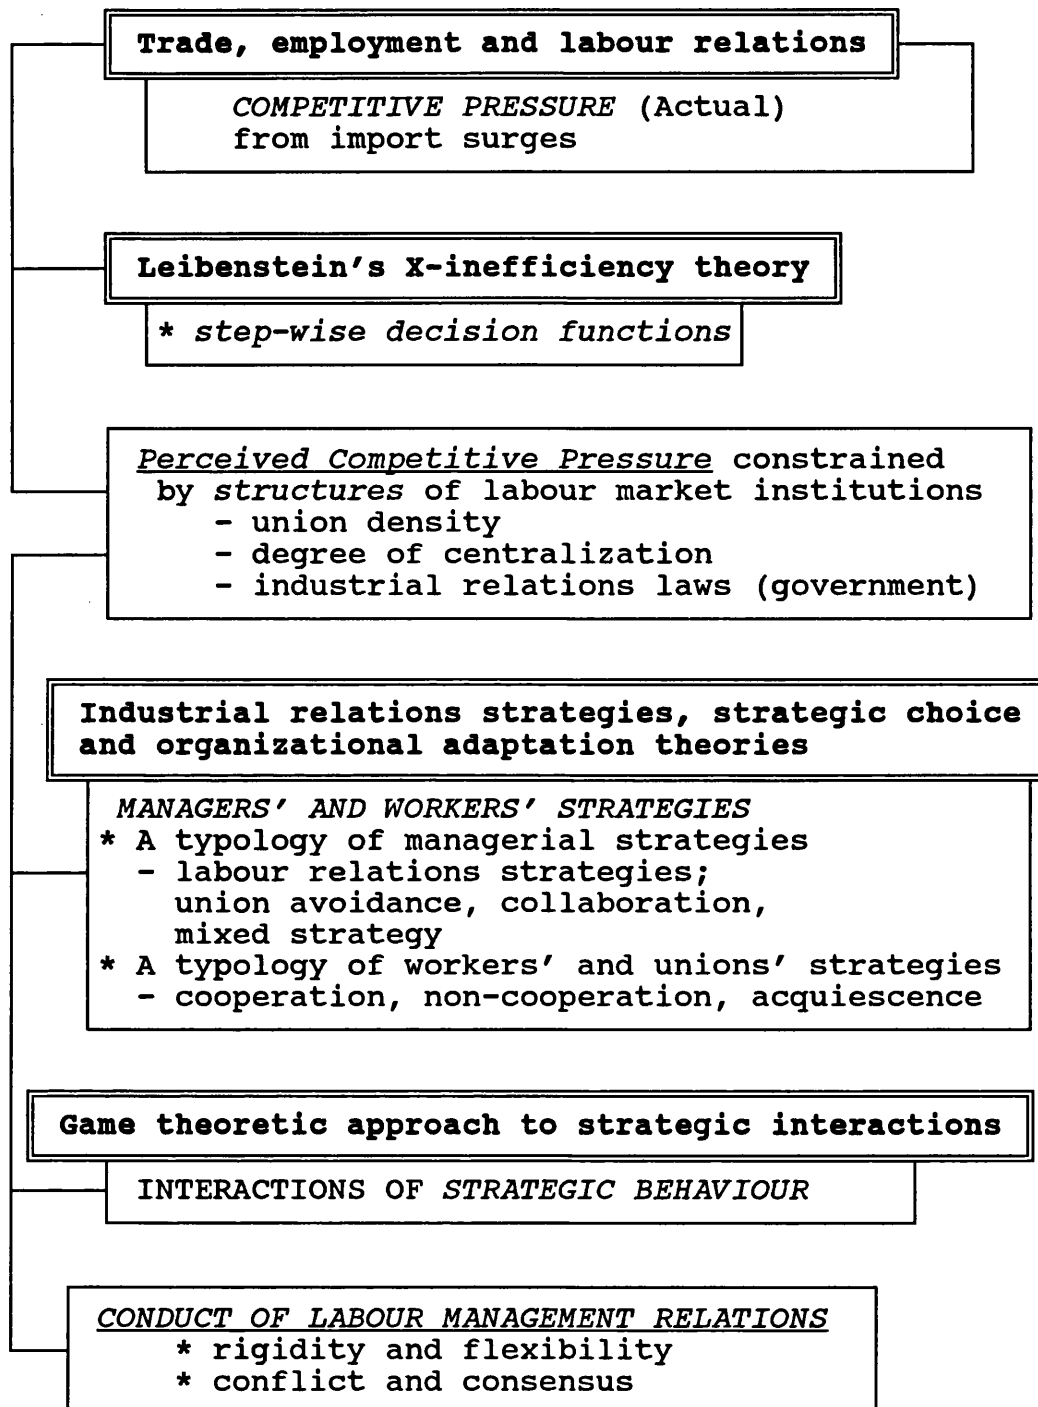 Trade, employment and labour relations
COMPETITIVE PRESSURE (Actual)
from import surges
Leibenstein's X-inefficiency theory
* step-wise decision functions
Perceived Competitive Pressure constrained
by structures of labour market institutions
- union density
- degree of centralization
- industrial relations laws (government)
Industrial relations strategies, strategic choice
and organizational adaptation theories
MANAGERS' AND WORKERS' STRATEGIES
* A typology of managerial strategies
- labour relations strategies;
union avoidance, collaboration,
mixed strategy
* A typology of workers' and unions' strategies
- cooperation, non-cooperation, acquiescence
Game theoretic approach to strategic interactions
INTERACTIONS OF STRATEGIC BEHAVIOUR
CONDUCT OF LABOUR MANAGEMENT RELATIONS
* rigidity and flexibility
* conflict and consensus